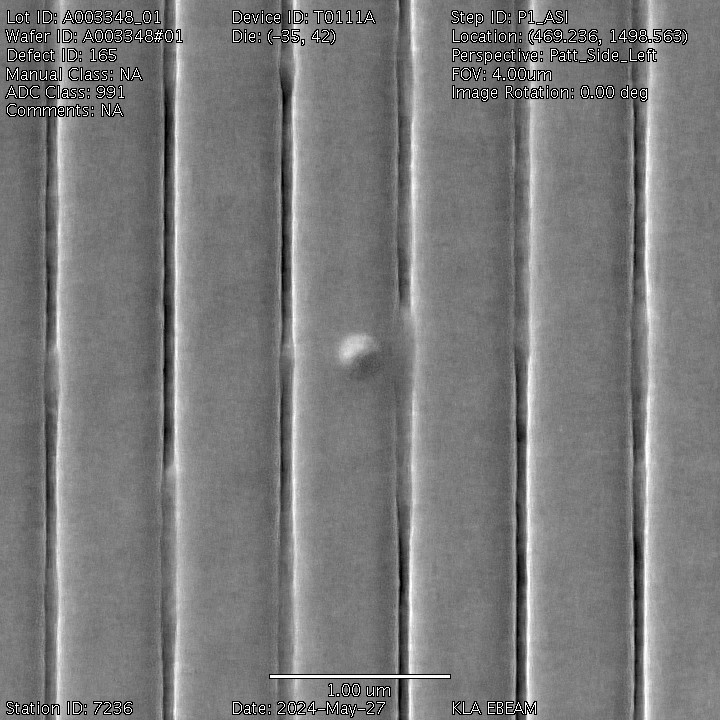 Lot ID: A003348_01 Device ID: T0111A Step ID: P1_ASI
Wafer ID: A003348#01 Die: (-35, 42) Location: (469.236, 1498.563)
Defect ID: 165 Perspective: Patt_Side_Left
Manual Class: NA FOV: 4.00um
ADC Class: 991 Image Rotation: 0.00 deg
Comments: NA
1.00 um
Station ID: 7236 Date: 2024-May-27 KLA EBEAM